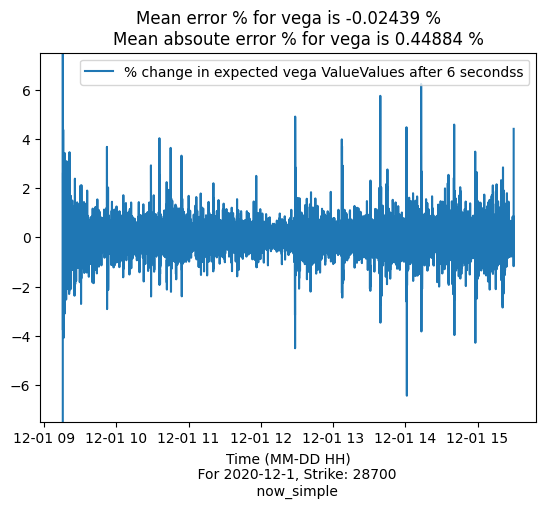 Mean error % for vega is -0.02439 %
Mean absoute error % for vega is 0.44884 %
% change in expected vega ValueValues after 6 secondss
6
4
2
0
−2
−4
−6
12-01 09 12-01 10 12-01 11 12-01 12 12-01 13 12-01 14 12-01 15
Time (MM-DD HH)
For 2020-12-1, Strike: 28700
now_simple